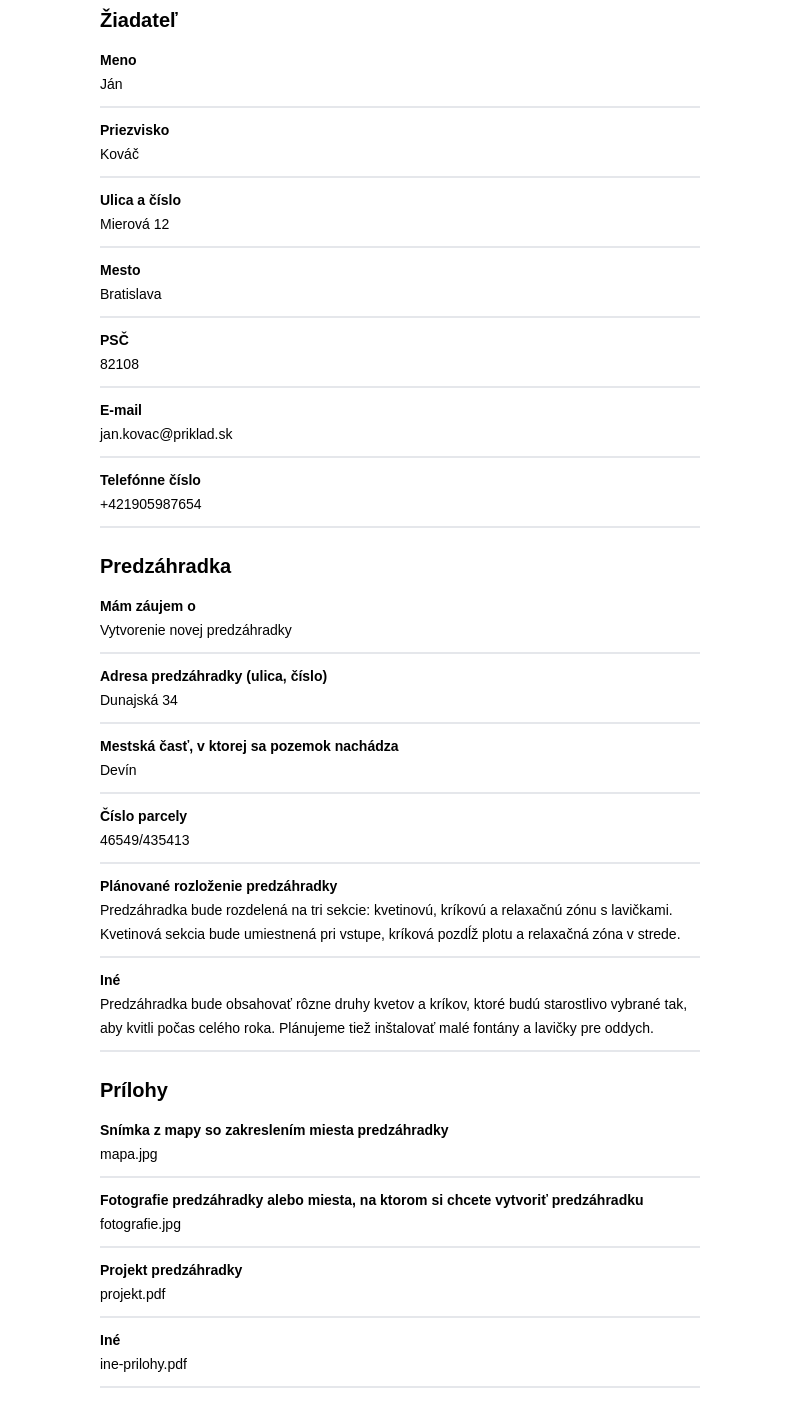 Žiadateľ
Meno
Ján
Priezvisko
Kováč
Ulica a číslo
Mierová 12
Mesto
Bratislava
PSČ
82108
E-mail
jan.kovac@priklad.sk
Telefónne číslo
+421905987654
Predzáhradka
Mám záujem o
Vytvorenie novej predzáhradky
Adresa predzáhradky (ulica, číslo)
Dunajská 34
Mestská časť, v ktorej sa pozemok nachádza
Devín
Číslo parcely
46549/435413
Plánované rozloženie predzáhradky
Predzáhradka bude rozdelená na tri sekcie: kvetinovú, kríkovú a relaxačnú zónu s lavičkami.
Kvetinová sekcia bude umiestnená pri vstupe, kríková pozdĺž plotu a relaxačná zóna v strede.
Iné
Predzáhradka bude obsahovať rôzne druhy kvetov a kríkov, ktoré budú starostlivo vybrané tak,
aby kvitli počas celého roka. Plánujeme tiež inštalovať malé fontány a lavičky pre oddych.
Prílohy
Snímka z mapy so zakreslením miesta predzáhradky
mapa.jpg
Fotografie predzáhradky alebo miesta, na ktorom si chcete vytvoriť predzáhradku
fotografie.jpg
Projekt predzáhradky
projekt.pdf
Iné
ine-prilohy.pdf